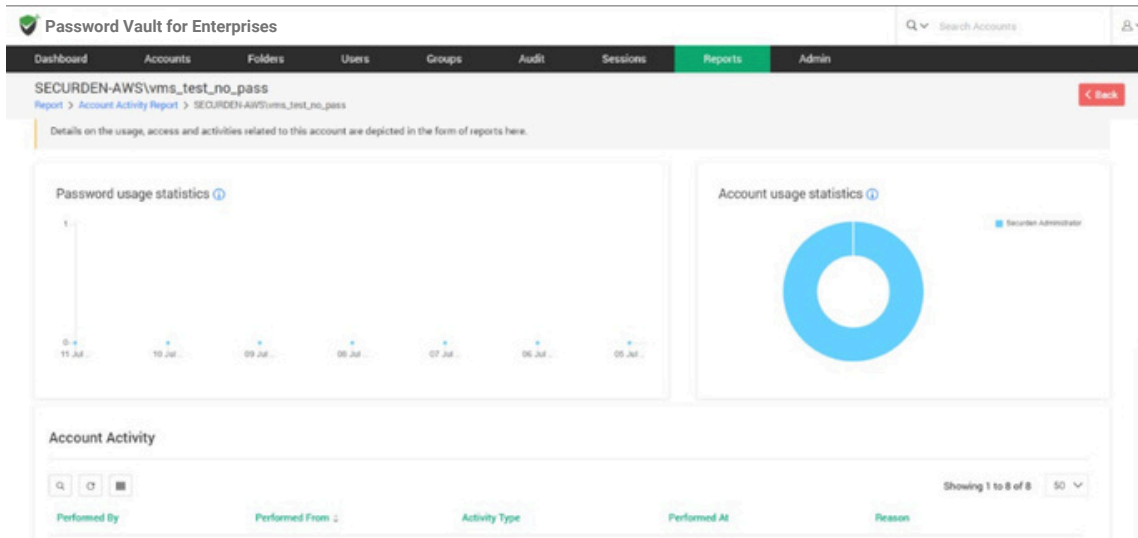 Password Vault for Enterprises
Search Accounts
Dashboard Accounts Folders Users Groups Audit Sessions Reports Admin
SECURDEN-AWS\vms_test_no_pass
Report > Account Activity Report > SECURDEN-AWS\vms_test_no_pass
< Back
Details on the usage, access and activities related to this account are depicted in the form of reports here.
Password usage statistics
1
0
11 Jul ... 10 Jul ... 09 Jul ... 08 Jul ... 07 Jul ... 06 Jul ... 05 Jul ...
Account usage statistics
Securden Administrator
Account Activity
Showing 1 to 8 of 8 50
Performed By Performed From Activity Type Performed At Reason